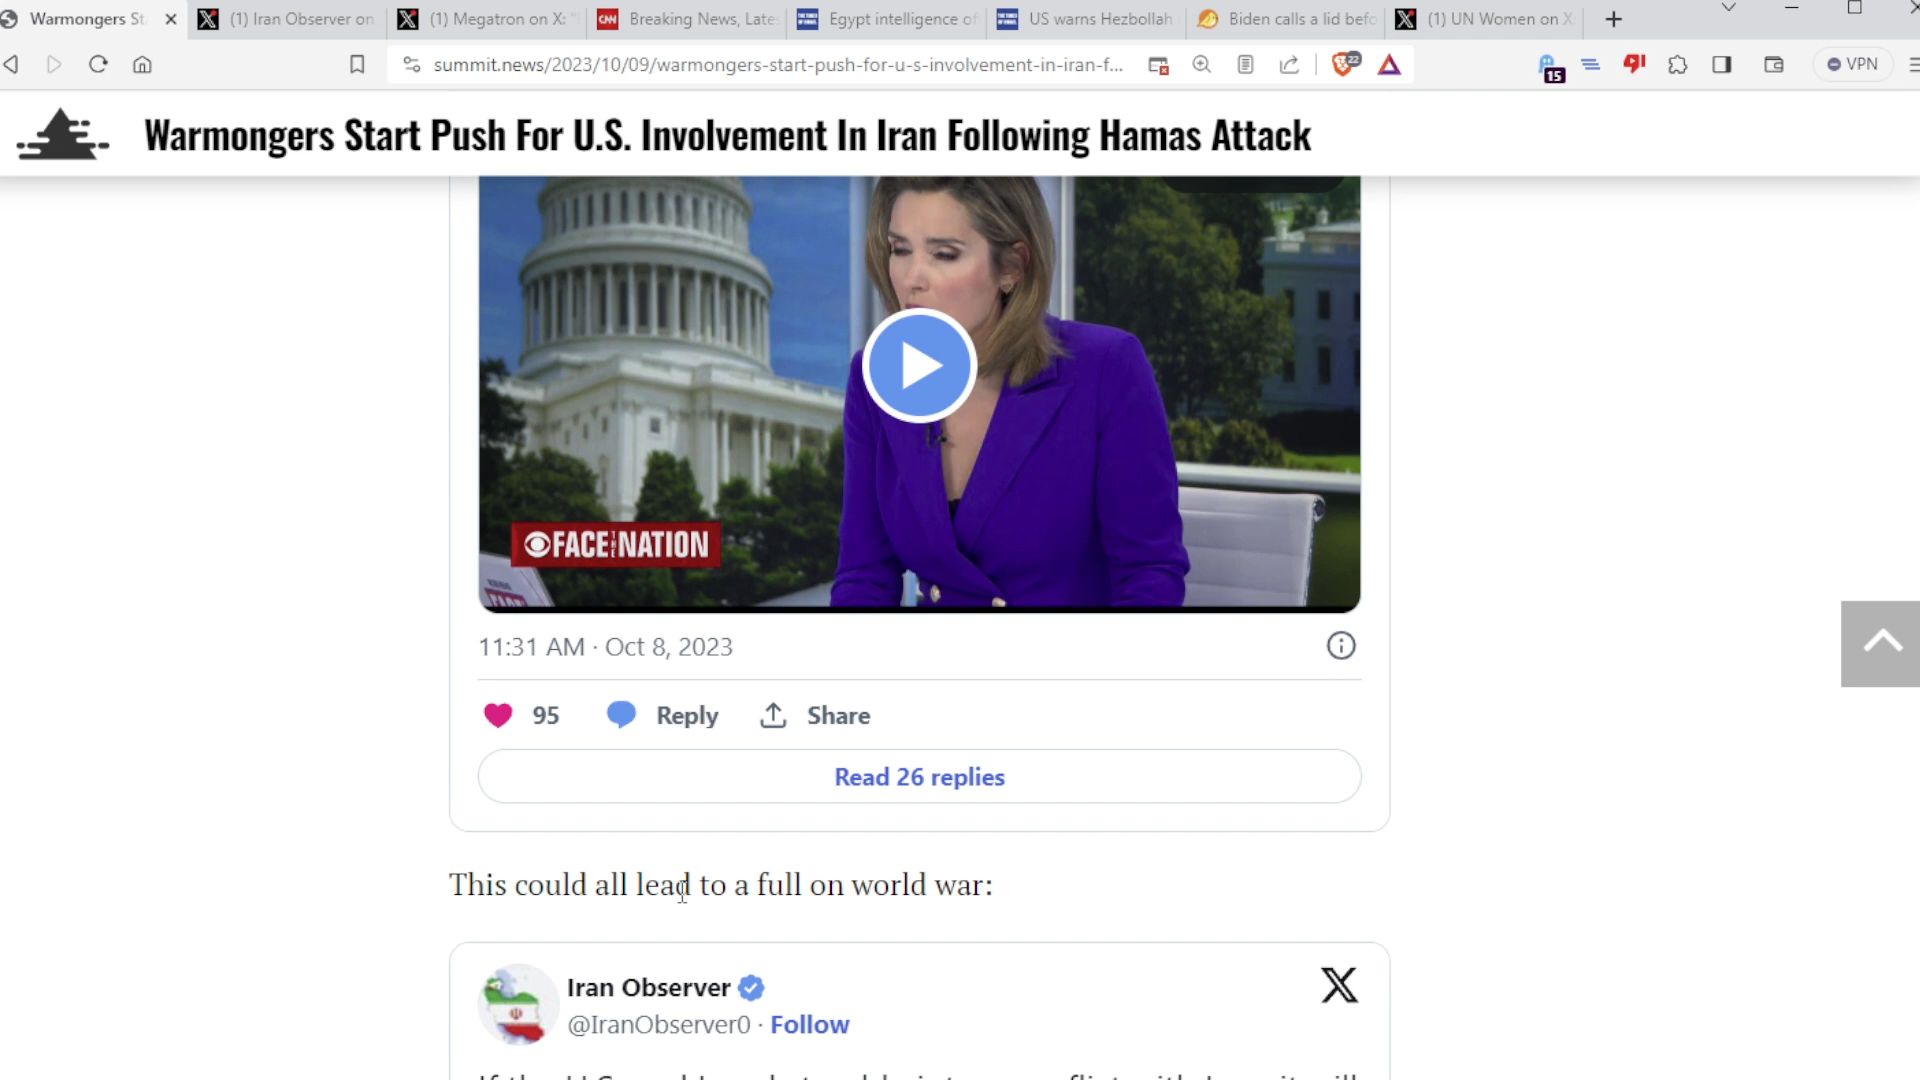 Warmongers St
(1) Iran Observer on
(1) Megatron on X: "
CNN
Breaking News, Late
Egypt intelligence of
US warns Hezbollah
Biden calls a lid befo
(1) UN Women on X
summit.news/2023/10/09/warmongers-start-push-for-u-s-involvement-in-iran-f...
22
15
VPN
Warmongers Start Push For U.S. Involvement In Iran Following Hamas Attack
FACE THE NATION
11:31 AM · Oct 8, 2023
95
Reply
Share
Read 26 replies
This could all lead to a full on world war:
Iran Observer
@IranObserver0 · Follow